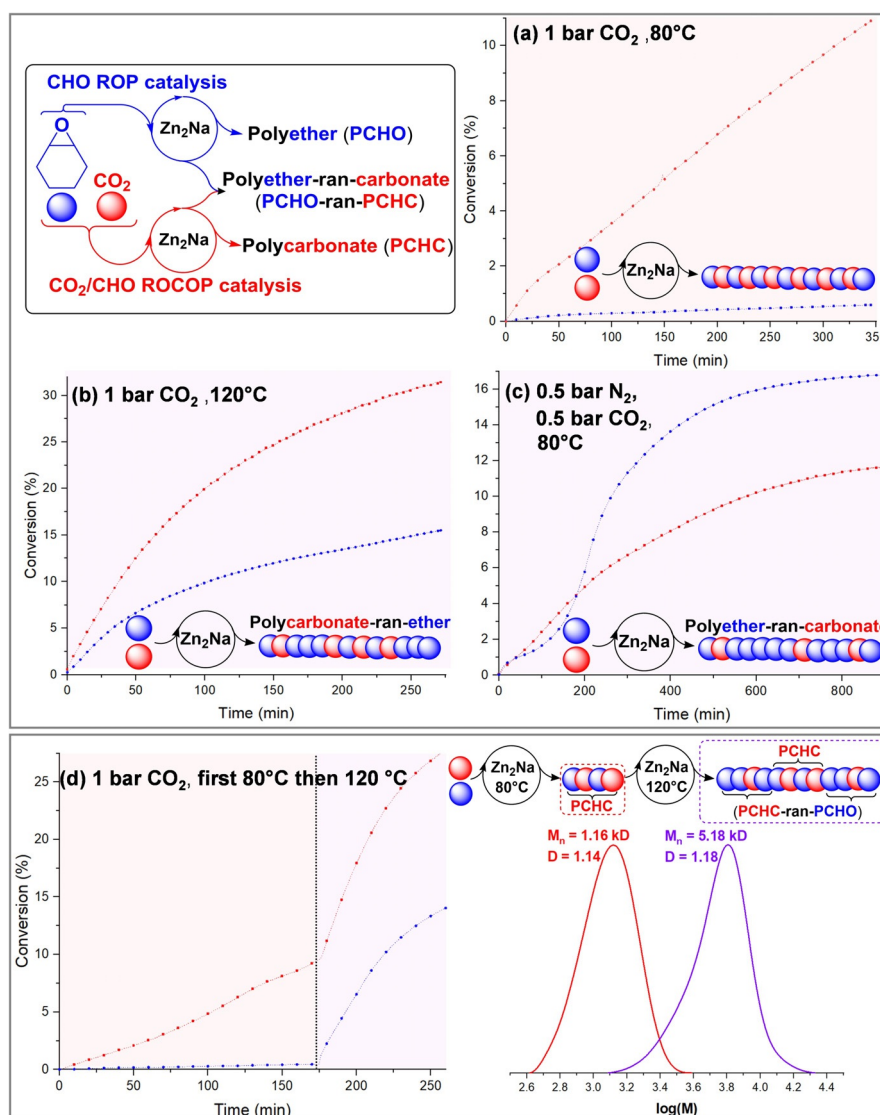 CHO ROP catalysis
O
Zn2Na
Polyether (PCHO)
CO2
Polyether-ran-carbonate
(PCHO-ran-PCHC)
Zn2Na
Polycarbonate (PCHC)
CO2/CHO ROCOP catalysis
(a) 1 bar CO2 ,80°C
Conversion (%)
10
8
6
4
2
0
Zn2Na
0 50 100 150 200 250 300 35
Time (min)
(b) 1 bar CO2 ,120°C
Conversion (%)
30
25
20
15
10
5
0
Zn2Na
Polycarbonate-ran-ether
0 50 100 150 200 250
Time (min)
(c) 0.5 bar N2,
0.5 bar CO2,
80°C
Conversion (%)
16
14
12
10
8
6
4
2
0
Zn2Na
Polyether-ran-carbonate
0 200 400 600 800
Time (min)
(d) 1 bar CO2, first 80°C then 120 °C
Conversion (%)
25
20
15
10
5
0
0 50 100 150 200 250
Time (min)
Zn2Na
80°C
PCHC
Zn2Na
120°C
PCHC
(PCHC-ran-PCHO)
Mn = 1.16 kD
D = 1.14
Mn = 5.18 kD
D = 1.18
2.6 3.0 3.2 3.6 3.8 4.0 4.4
log(M)